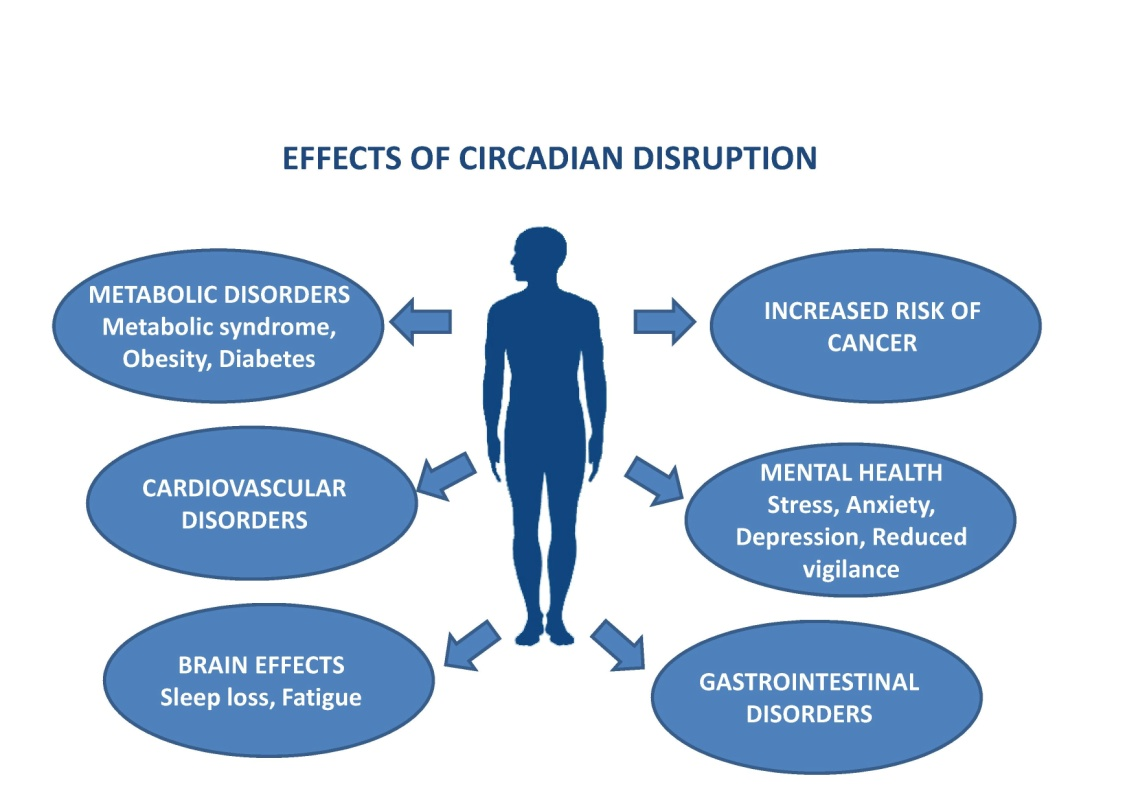 EFFECTS OF CIRCADIAN DISRUPTION
METABOLIC DISORDERS
Metabolic syndrome,
Obesity, Diabetes
INCREASED RISK OF
CANCER
CARDIOVASCULAR
DISORDERS
MENTAL HEALTH
Stress, Anxiety,
Depression, Reduced
vigilance
BRAIN EFFECTS
Sleep loss, Fatigue
GASTROINTESTINAL
DISORDERS